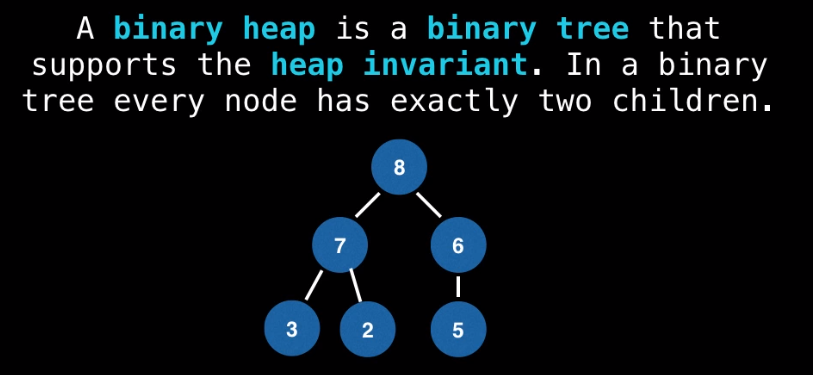 A binary heap is a binary tree that
supports the heap invariant. In a binary
tree every node has exactly two children.
8
7 6
3 2 5